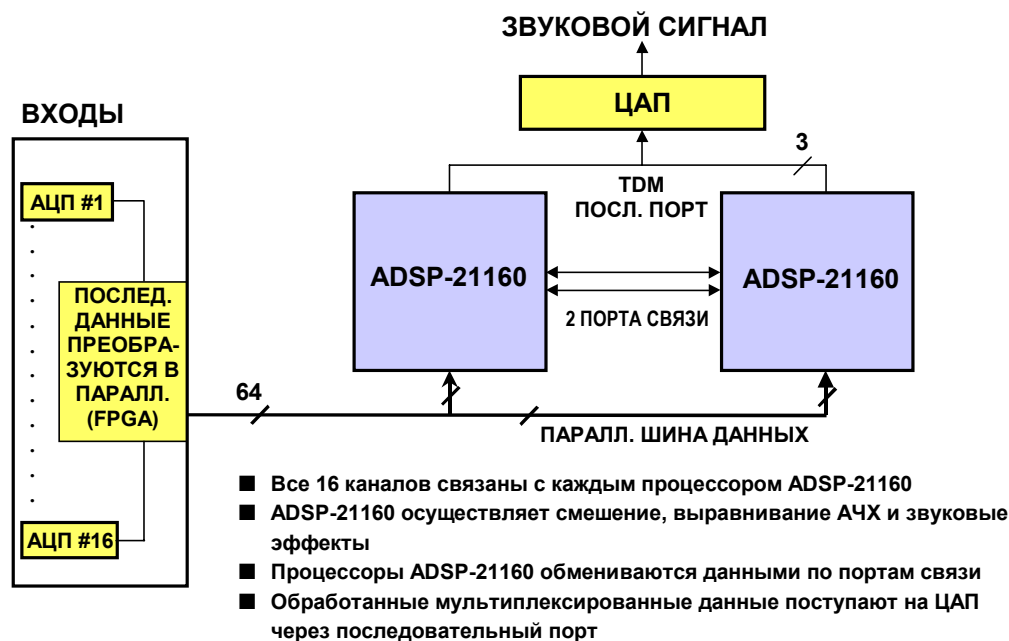 ЗВУКОВОЙ СИГНАЛ
ЦАП
ВХОДЫ
3
TDM
ПОСЛ. ПОРТ
АЦП #1
ADSP-21160
ADSP-21160
ПОСЛЕД.
ДАННЫЕ
ПРЕОБРА-
ЗУЮТСЯ В
ПАРАЛЛ.
(FPGA)
2 ПОРТА СВЯЗИ
64
ПАРАЛЛ. ШИНА ДАННЫХ
АЦП #16
■ Все 16 каналов связаны с каждым процессором ADSP-21160
■ ADSP-21160 осуществляет смешение, выравнивание АЧХ и звуковые
эффекты
■ Процессоры ADSP-21160 обмениваются данными по портам связи
■ Обработанные мультиплексированные данные поступают на ЦАП
через последовательный порт